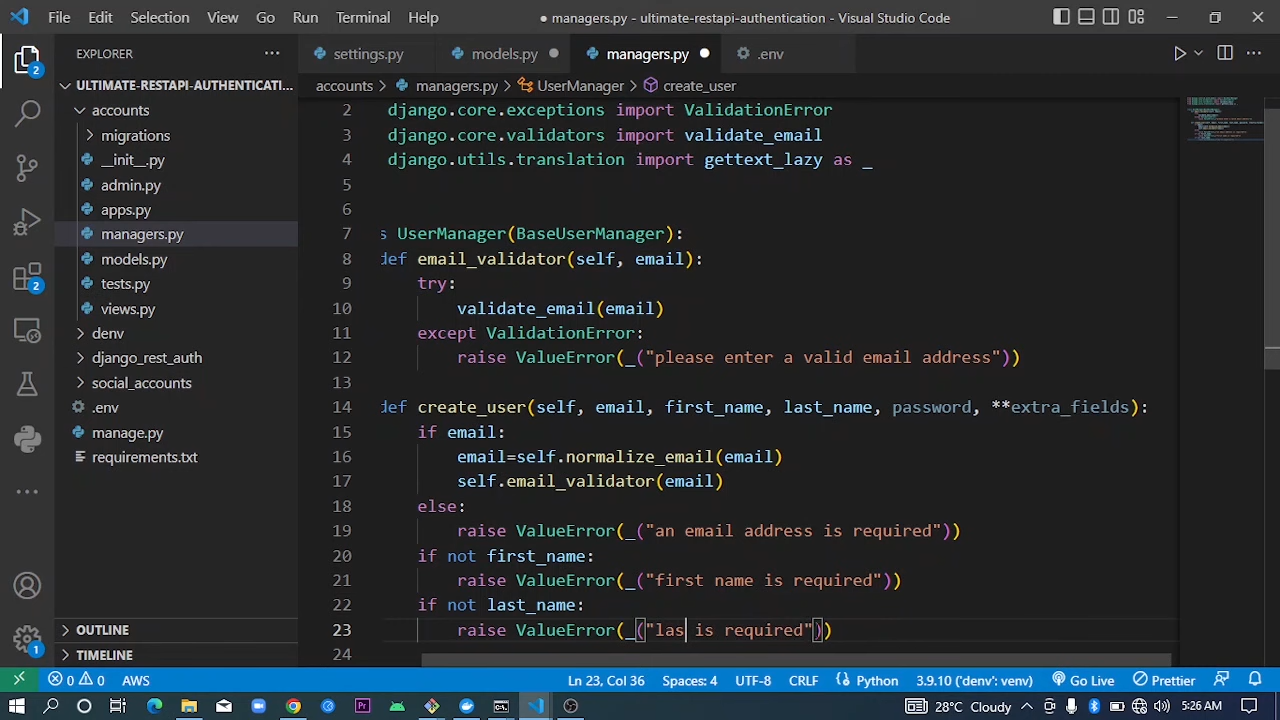 File Edit Selection View Go Run Terminal Help
● managers.py - ultimate-restapi-authentication - Visual Studio Code
EXPLORER
ULTIMATE-RESTAPI-AUTHENTICATI...
accounts
migrations
__init__.py
admin.py
apps.py
managers.py
models.py
tests.py
views.py
denv
django_rest_auth
social_accounts
.env
manage.py
requirements.txt
OUTLINE
TIMELINE
2
2
1
settings.py models.py managers.py .env
accounts > managers.py > UserManager > create_user
2 django.core.exceptions import ValidationError
3 django.core.validators import validate_email
4 django.utils.translation import gettext_lazy as _
5
6
7 s UserManager(BaseUserManager):
8 def email_validator(self, email):
9 try:
10 validate_email(email)
11 except ValidationError:
12 raise ValueError(_("please enter a valid email address"))
13
14 def create_user(self, email, first_name, last_name, password, **extra_fields):
15 if email:
16 email=self.normalize_email(email)
17 self.email_validator(email)
18 else:
19 raise ValueError(_("an email address is required"))
20 if not first_name:
21 raise ValueError(_("first name is required"))
22 if not last_name:
23 raise ValueError(_("las is required"))
24
0 0 AWS Ln 23, Col 36 Spaces: 4 UTF-8 CRLF Python 3.9.10 ('denv': venv) Go Live Prettier
Pr 28°C Cloudy 5:26 AM